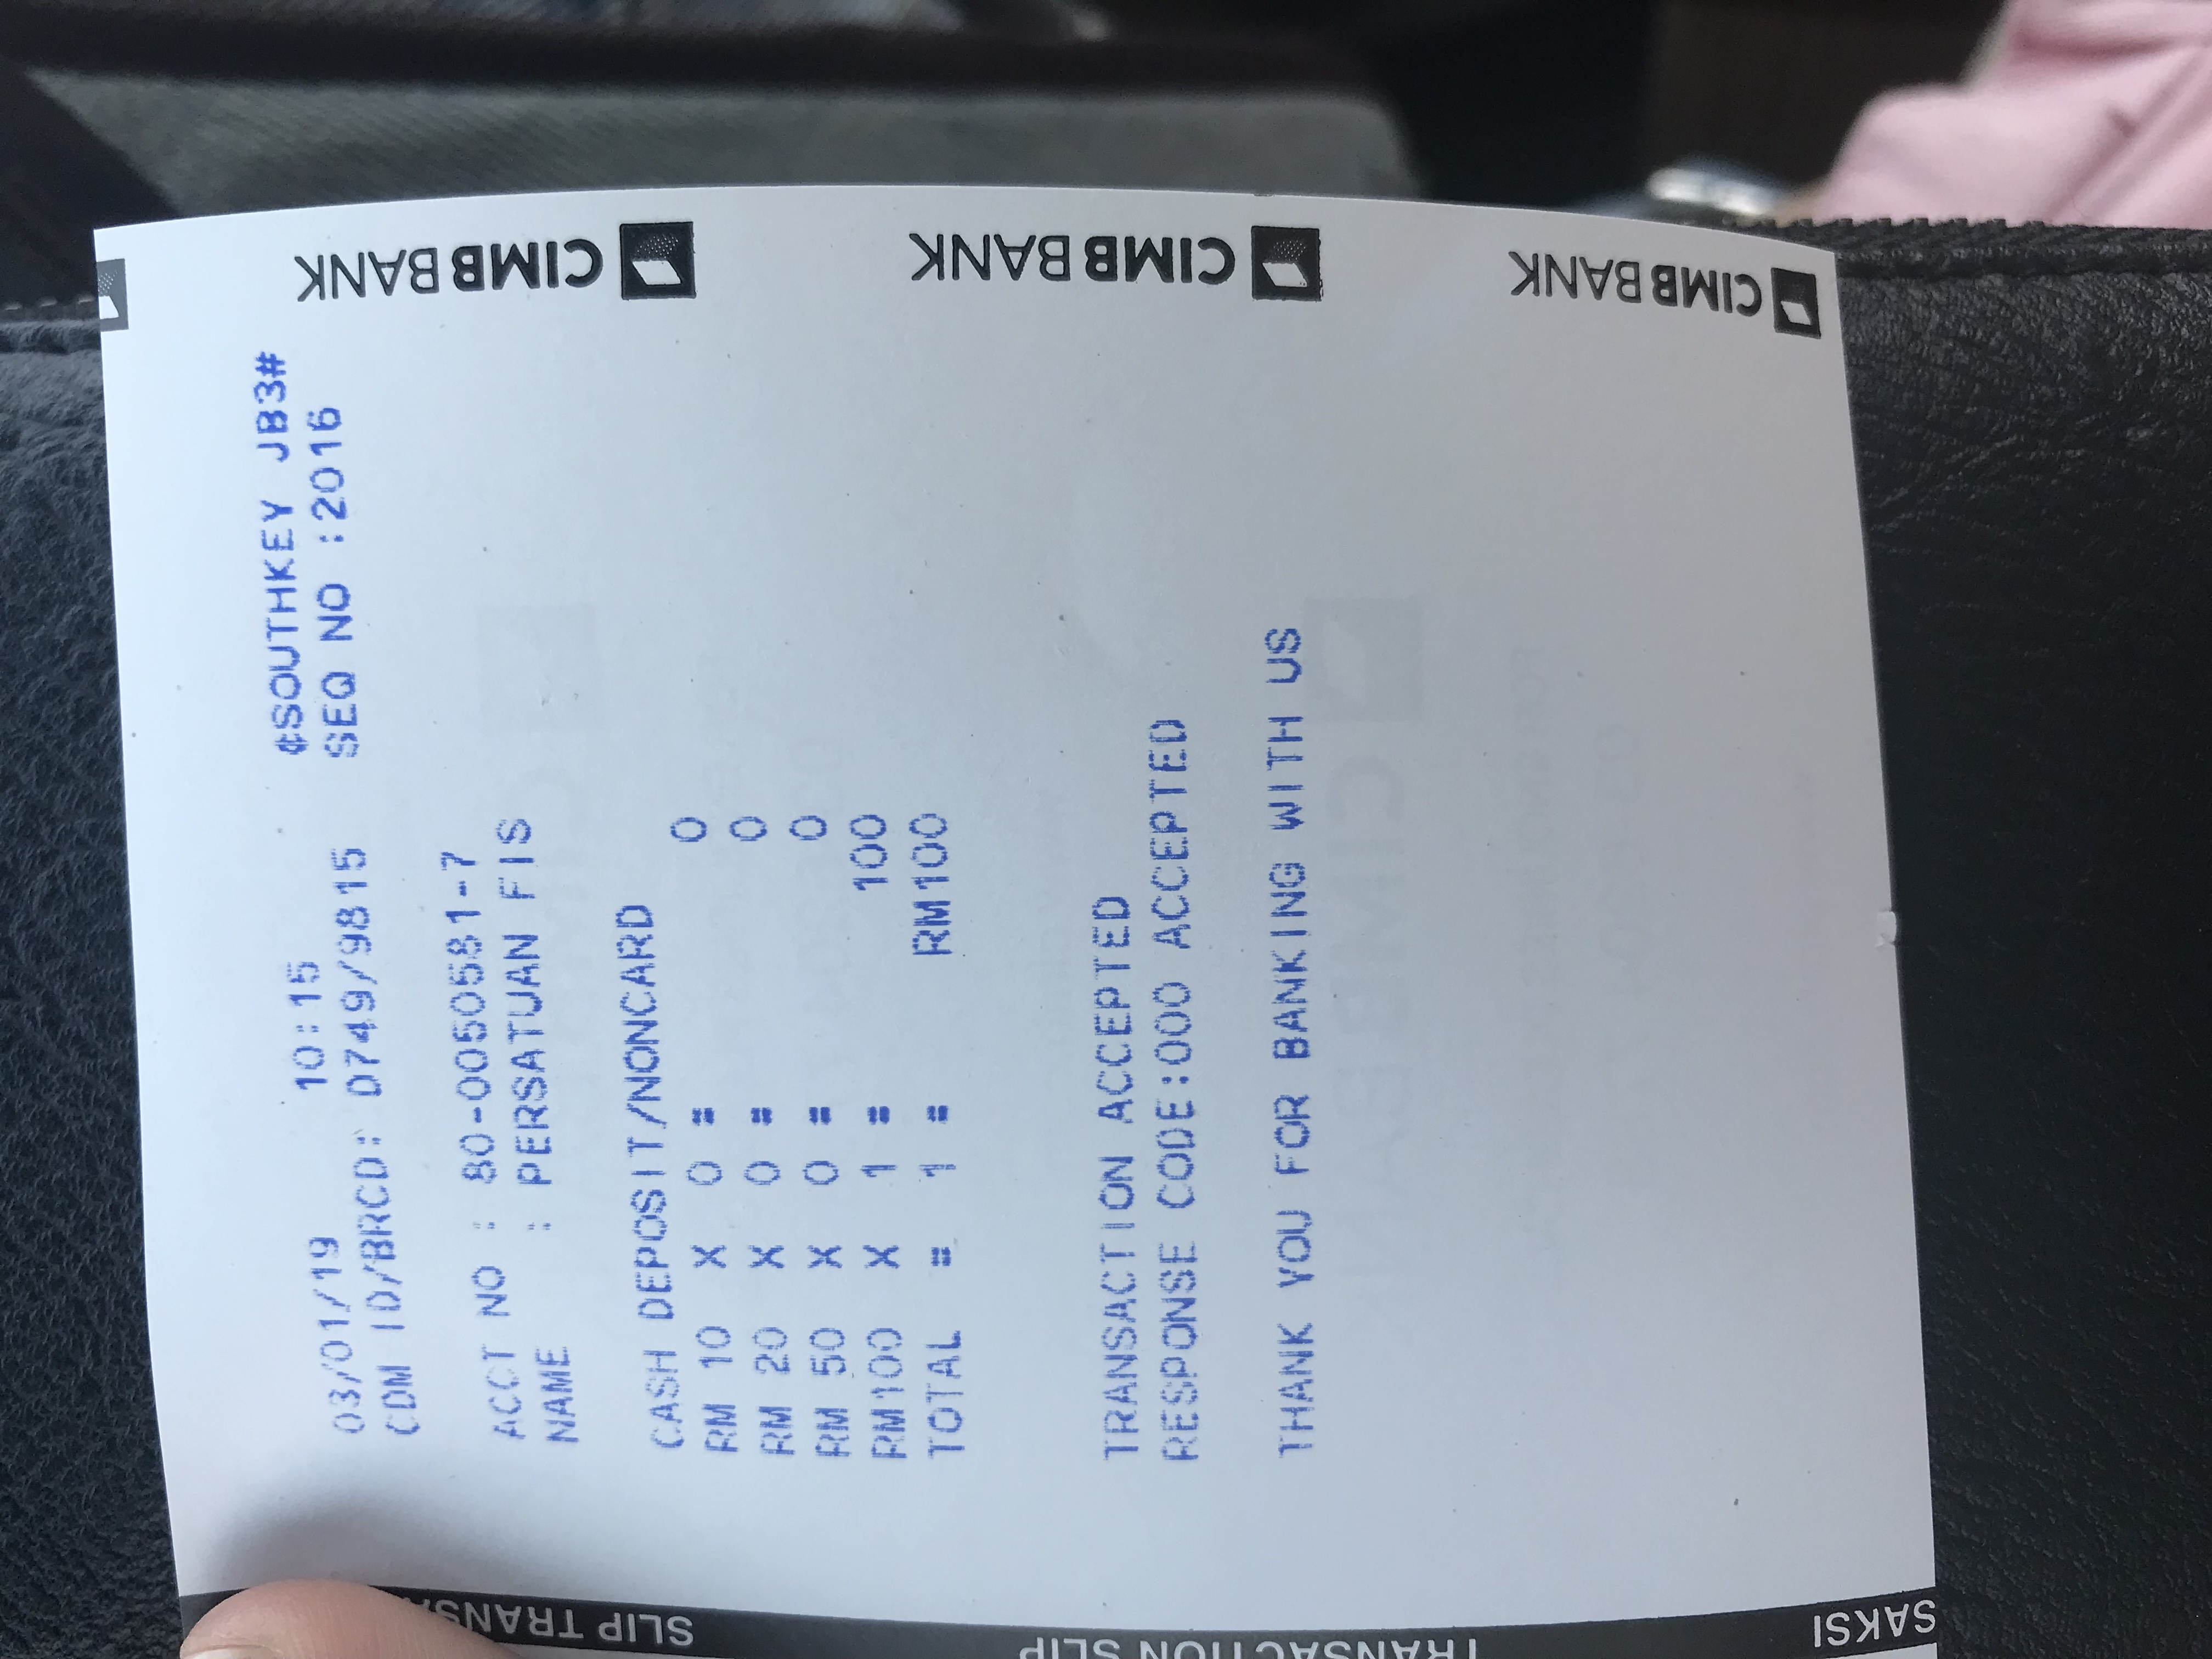 CIMB BANK
CIMB BANK
CIMB BANK
¢SOUTHKEY JB3#
03/01/19 10:15 SEQ NO :2016
CDM ID/BRCD: 0749/9815
ACCT NO : 80-0050581-7
NAME : PERSATUAN FIS
CASH DEPOSIT/NONCARD
RM 10 X 0 = 0
RM 20 X 0 = 0
RM 50 X 0 = 0
RM100 X 1 = 100
TOTAL = 1 = RM100
TRANSACTION ACCEPTED
RESPONSE CODE:000 ACCEPTED
THANK YOU FOR BANKING WITH US
SAKSI
TRANSACTION SLIP
SLIP TRANSA